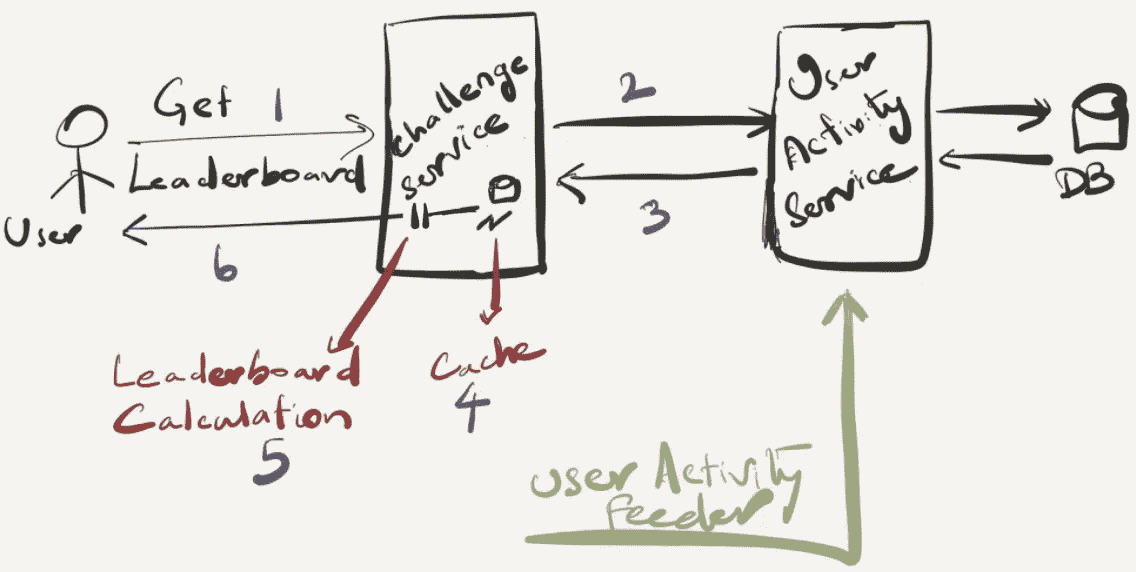 Get 1
Leaderboard
User
6
Challenge
Service
2
3
User
Activity
Service
DB
Leaderboard
Calculation
5
Cache
4
User Activity
feeder